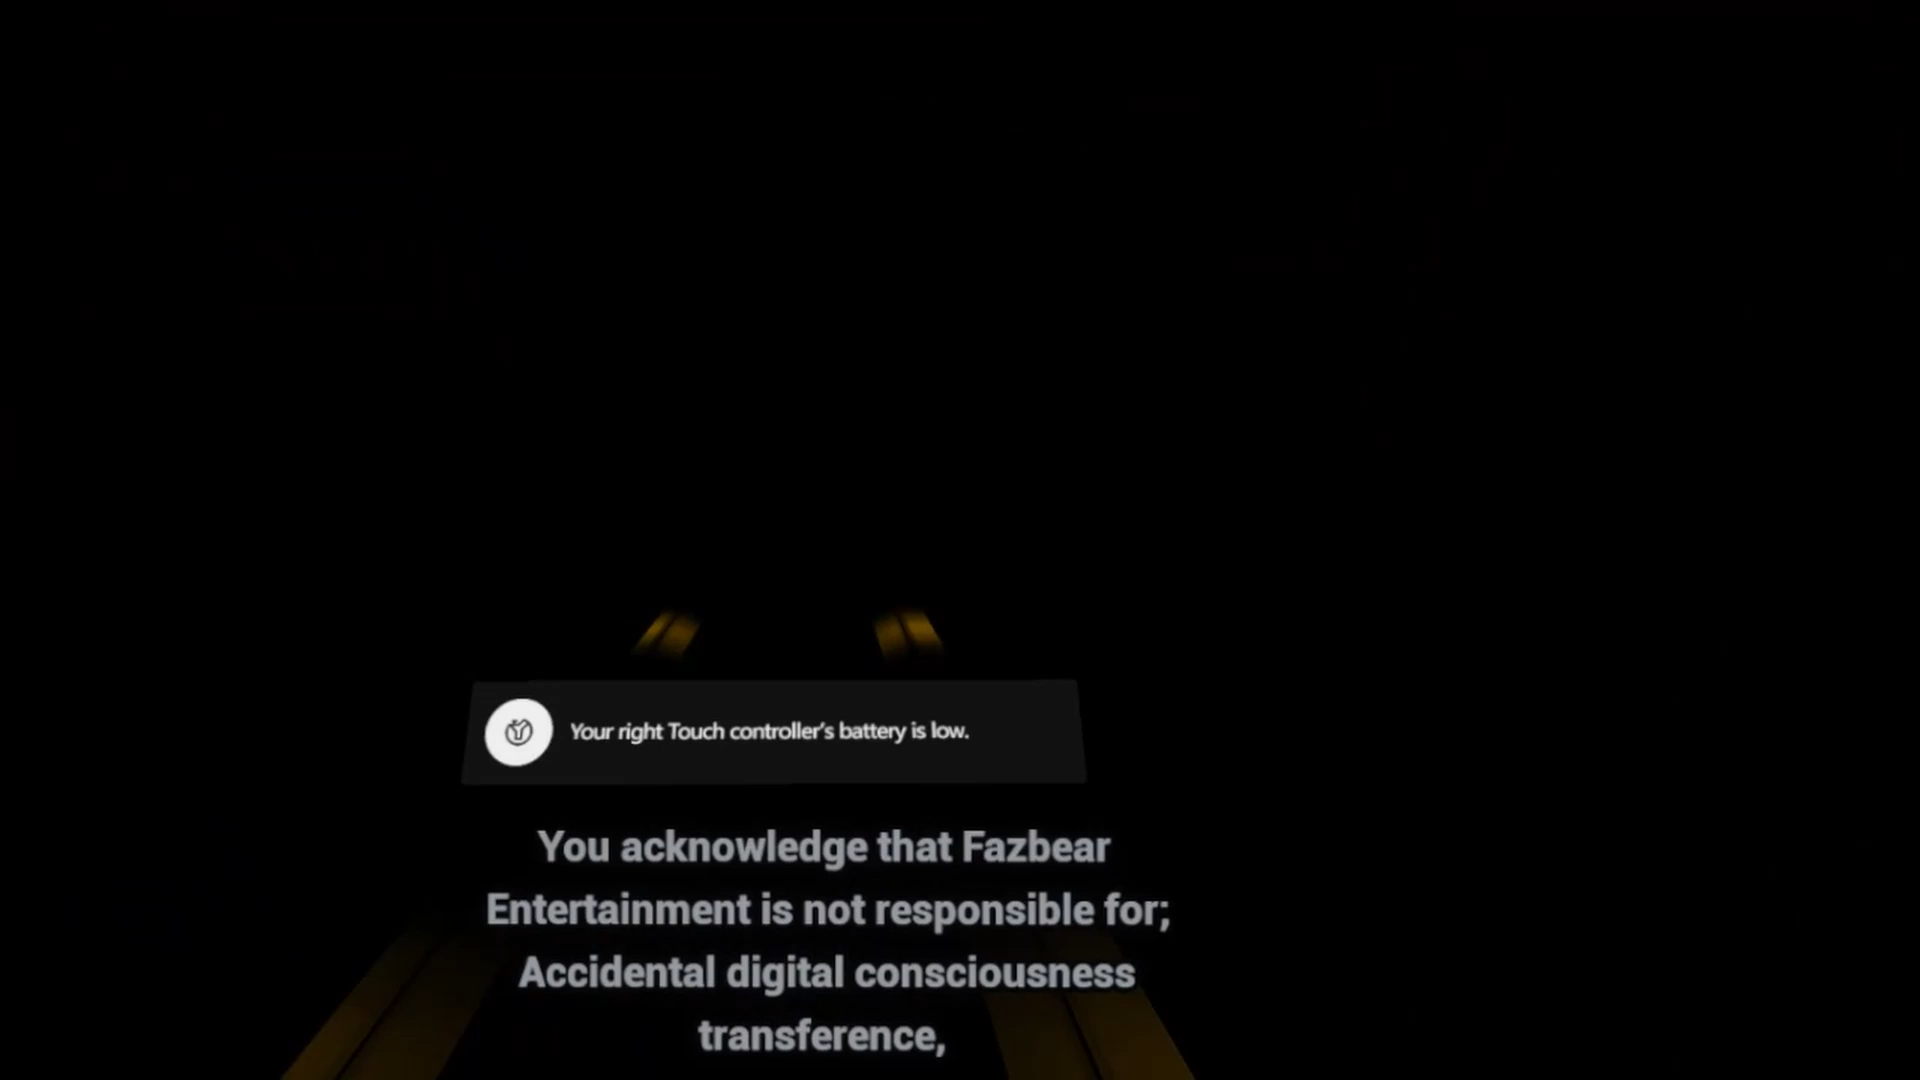 Your right Touch controller's battery is low.
You acknowledge that Fazbear
Entertainment is not responsible for;
Accidental digital consciousness
transference,